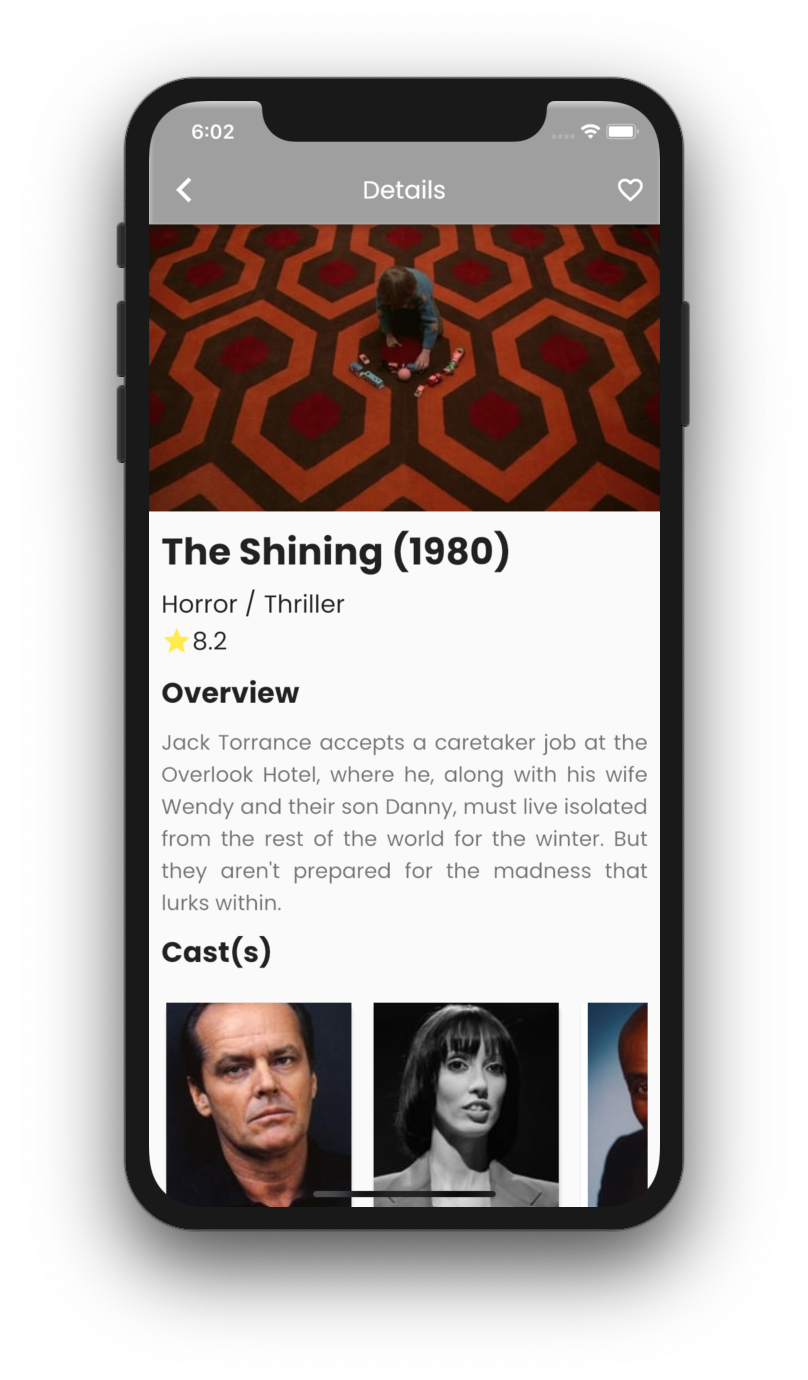 6:02
Details
The Shining (1980)
Horror / Thriller
⭐8.2
Overview
Jack Torrance accepts a caretaker job at the
Overlook Hotel, where he, along with his wife
Wendy and their son Danny, must live isolated
from the rest of the world for the winter. But
they aren't prepared for the madness that
lurks within.
Cast(s)